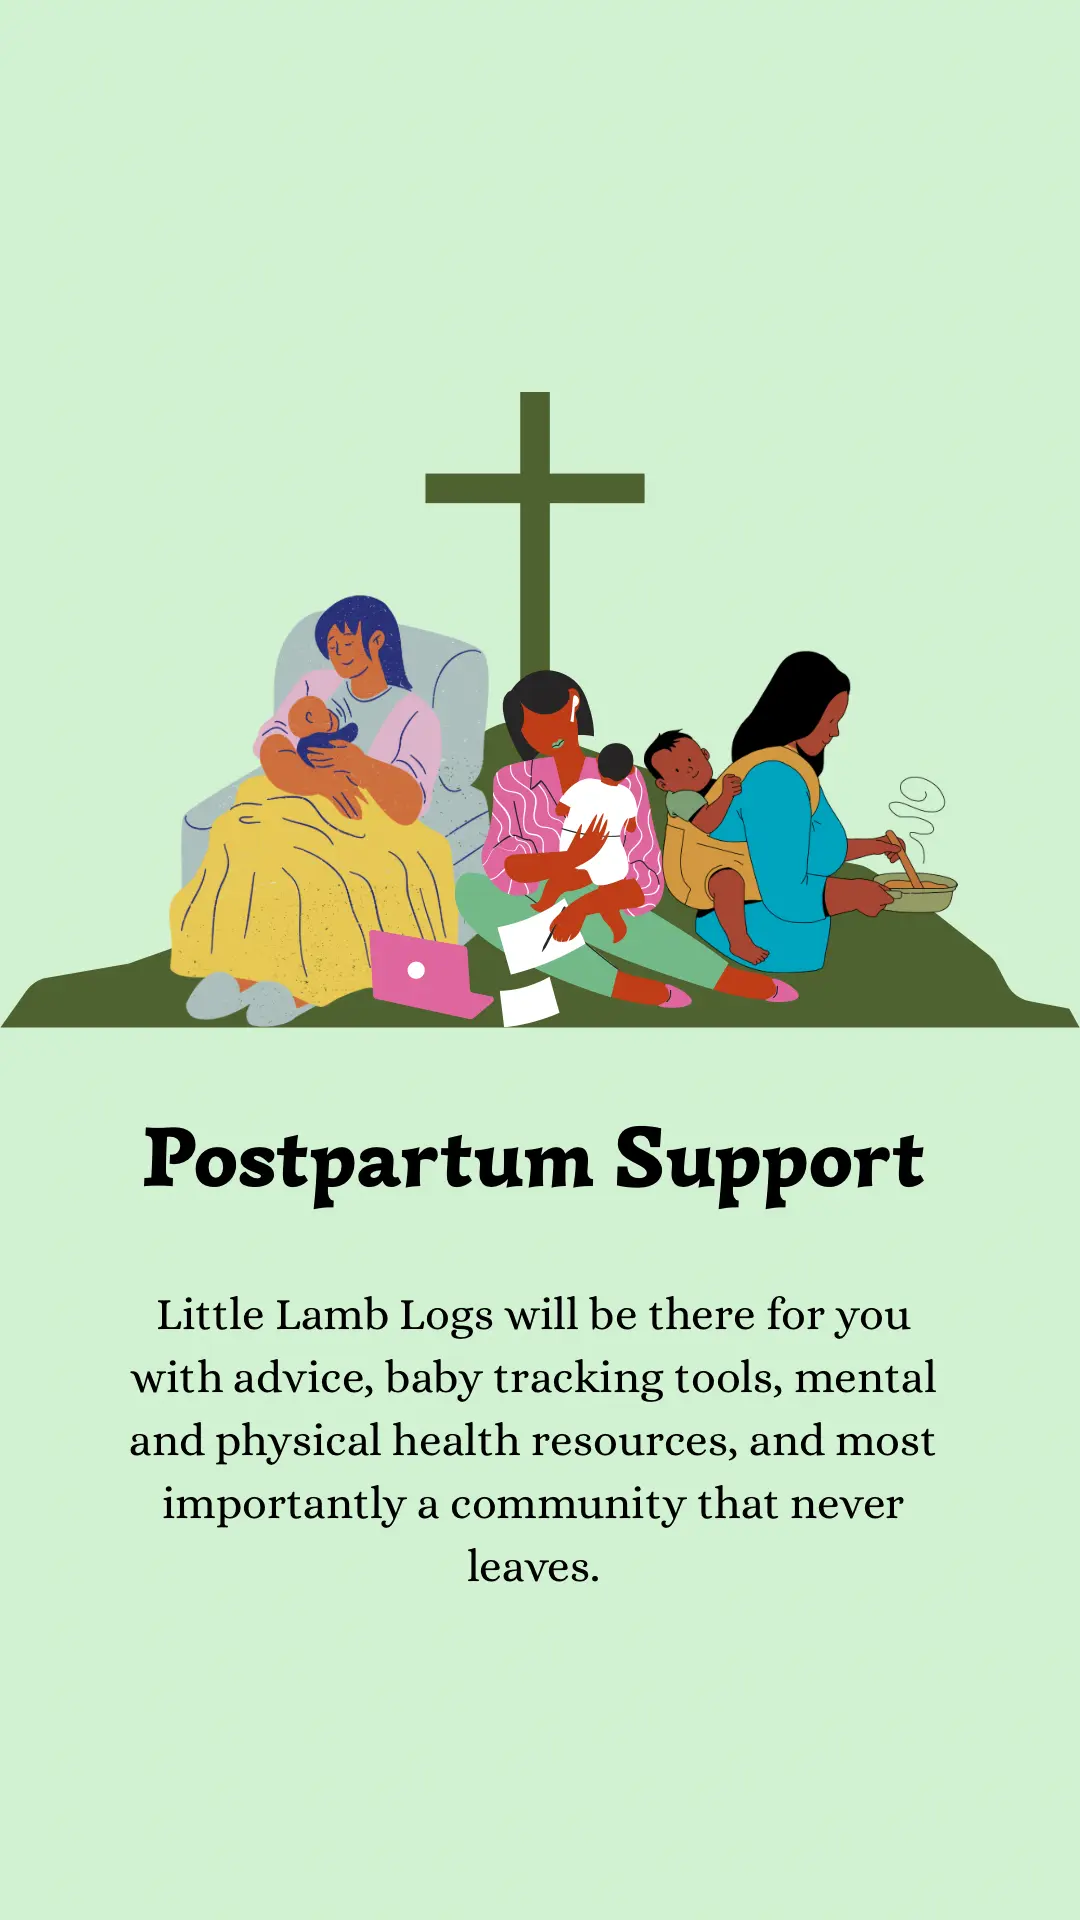 Postpartum Support
Little Lamb Logs will be there for you
with advice, baby tracking tools, mental
and physical health resources, and most
importantly a community that never
leaves.